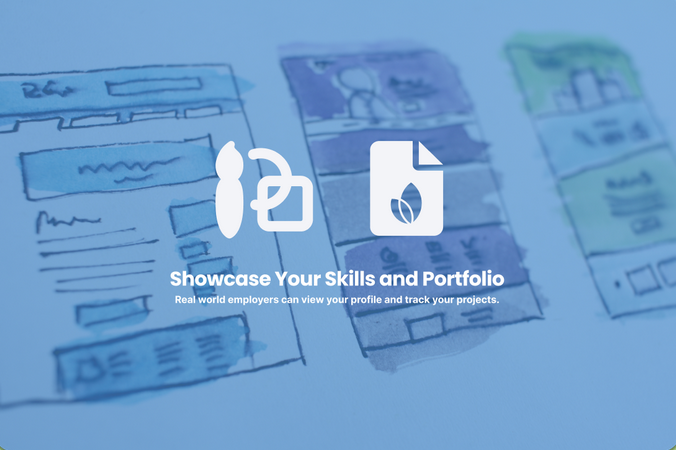 Showcase Your Skills and Portfolio
Real world employers can view your profile and track your projects.